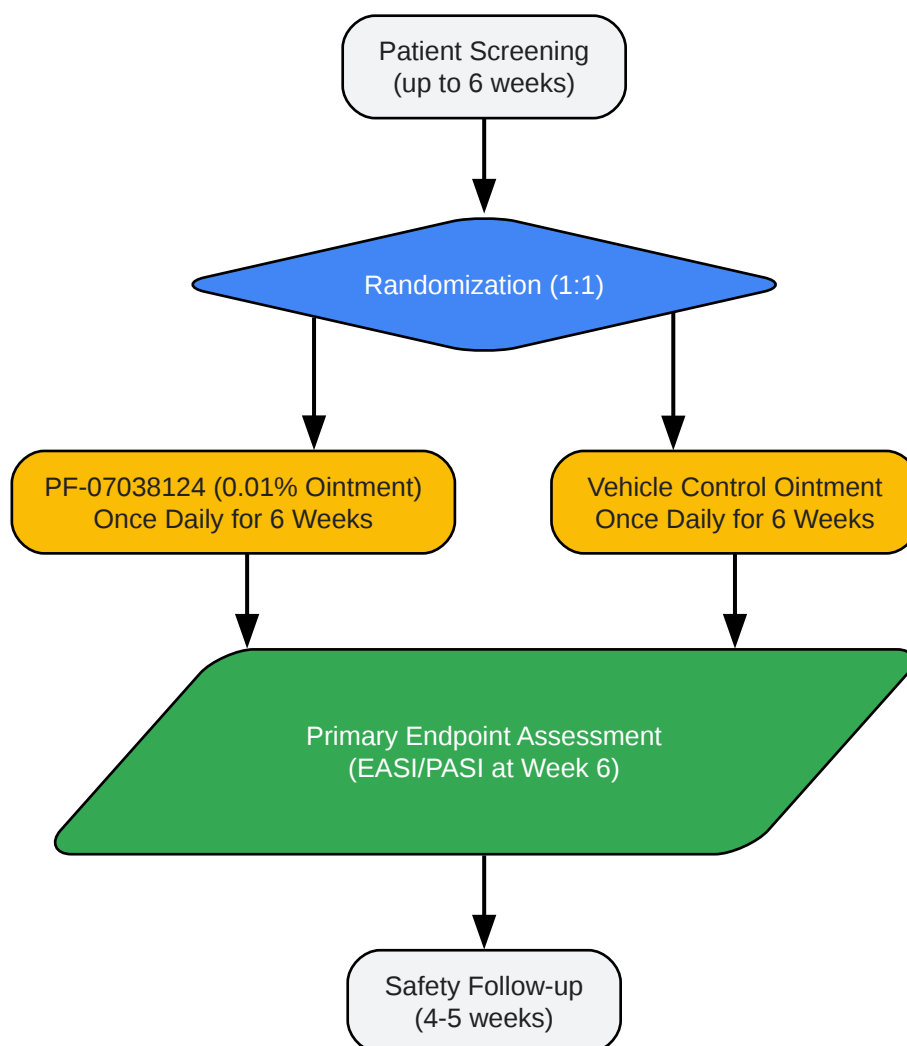 Patient Screening
(up to 6 weeks)
Randomization (1:1)
PF-07038124 (0.01% Ointment)
Once Daily for 6 Weeks
Vehicle Control Ointment
Once Daily for 6 Weeks
Primary Endpoint Assessment
(EASI/PASI at Week 6)
Safety Follow-up
(4-5 weeks)